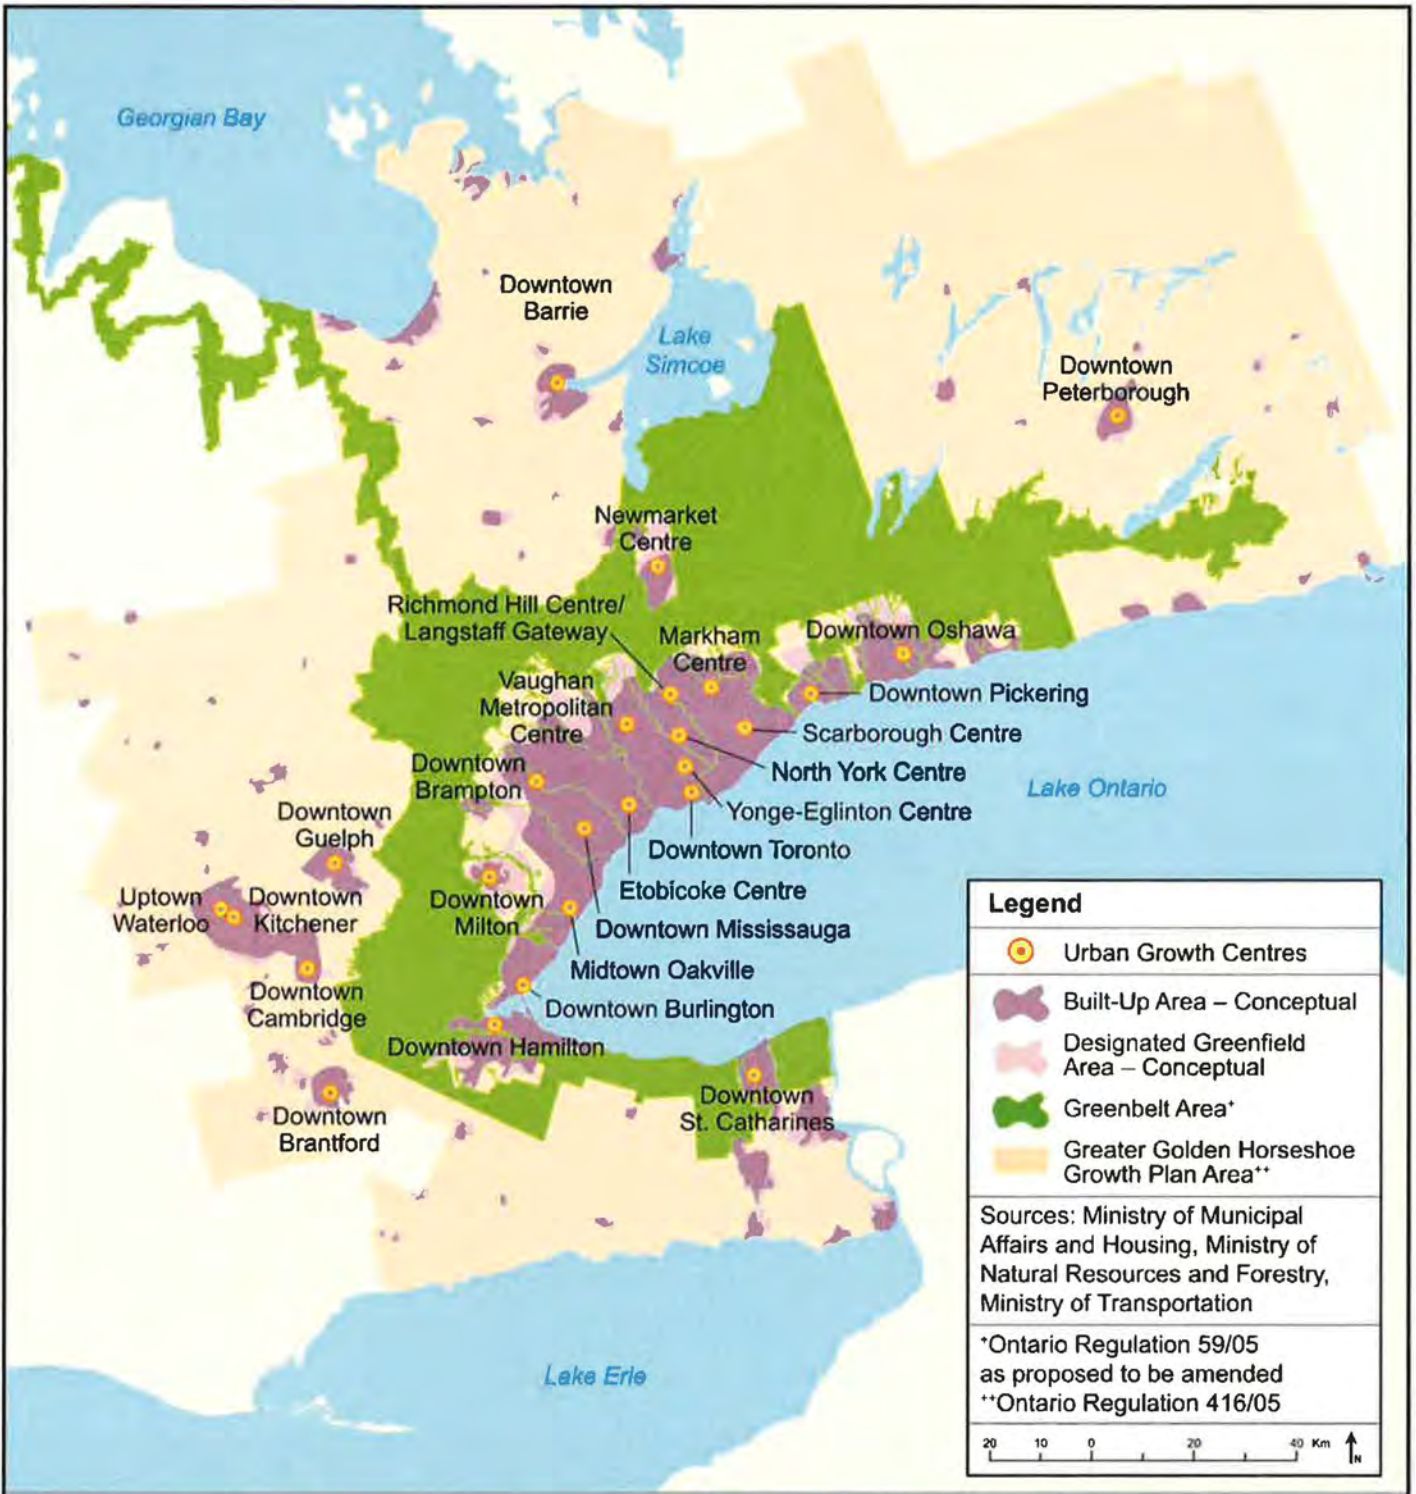 Georgian Bay
Downtown
Barrie
Lake
Simcoe
Downtown
Peterborough
Newmarket
Centre
Richmond Hill Centre/
Langstaff Gateway
Markham
Centre
Downtown Oshawa
Vaughan
Metropolitan
Centre
Downtown Pickering
Scarborough Centre
Downtown
Brampton
North York Centre
Lake Ontario
Yonge-Eglinton Centre
Downtown
Guelph
Downtown Toronto
Etobicoke Centre
Uptown
Waterloo
Downtown
Kitchener
Downtown
Milton
Downtown Mississauga
Midtown Oakville
Downtown
Cambridge
Downtown Burlington
Downtown Hamilton
Downtown
St. Catharines
Downtown
Brantford
Lake Erie
Legend
Urban Growth Centres
Built-Up Area – Conceptual
Designated Greenfield
Area – Conceptual
Greenbelt Area+
Greater Golden Horseshoe
Growth Plan Area++
Sources: Ministry of Municipal
Affairs and Housing, Ministry of
Natural Resources and Forestry,
Ministry of Transportation
+Ontario Regulation 59/05
as proposed to be amended
++Ontario Regulation 416/05
20 10 0 20 40 Km
N